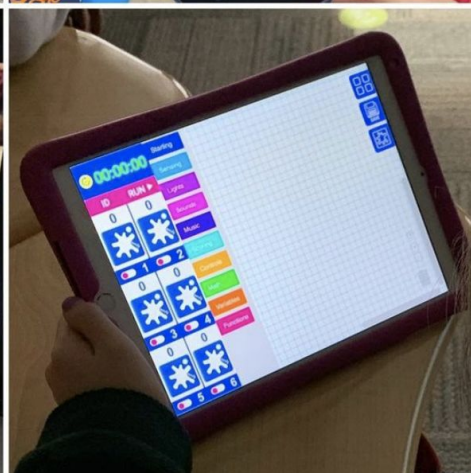 00:00:00
ID RUN
0 0
1 2
0 0
3 4
0 0
5 6
Starting
Sensing
Lights
Sounds
Music
Controls
Variables
Functions